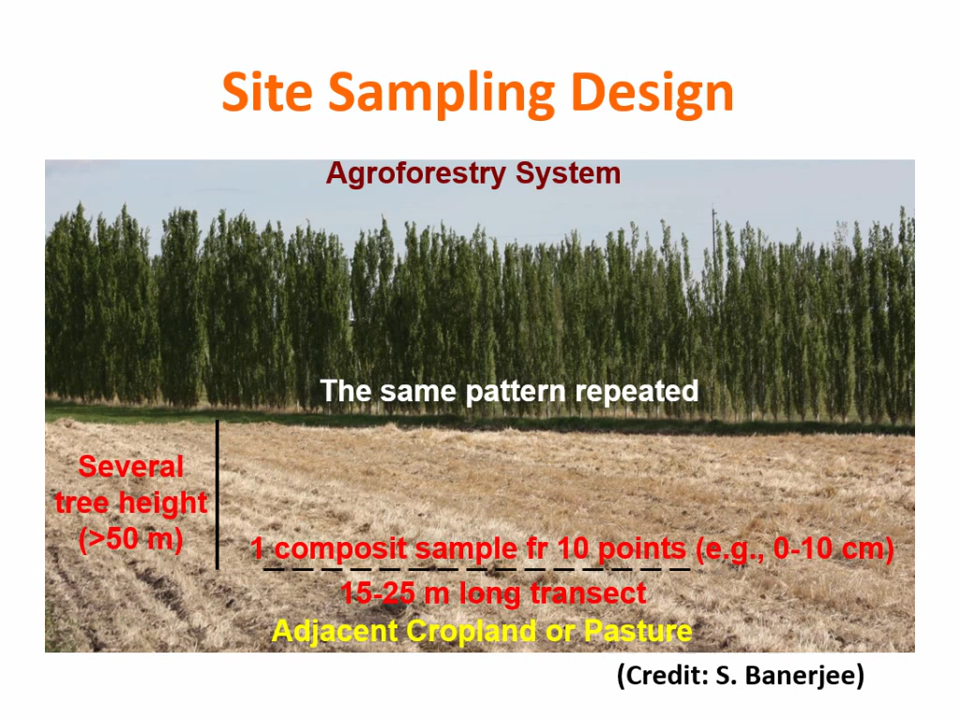 Site Sampling Design
Agroforestry System
The same pattern repeated
Several
tree height
(>50 m)
1 composit sample fr 10 points (e.g., 0-10 cm)
15-25 m long transect
Adjacent Cropland or Pasture
(Credit: S. Banerjee)